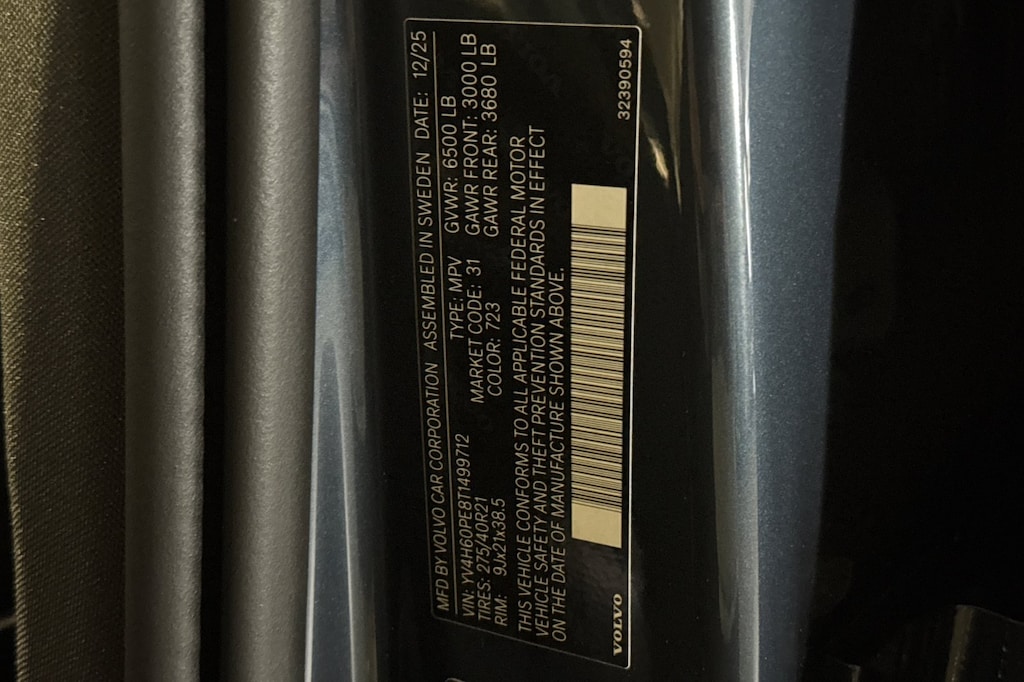 MFD BY VOLVO CAR CORPORATION ASSEMBLED IN SWEDEN DATE: 12/25
VIN: YV4H60PE8T1499712 TYPE: MPV GVWR: 6500 LB
TIRES: 275/40R21 MARKET CODE: 31 GAWR FRONT: 3000 LB
RIM: 9Jx21x38.5 COLOR: 723 GAWR REAR: 3680 LB
THIS VEHICLE CONFORMS TO ALL APPLICABLE FEDERAL MOTOR
VEHICLE SAFETY AND THEFT PREVENTION STANDARDS IN EFFECT
ON THE DATE OF MANUFACTURE SHOWN ABOVE.
VOLVO 32390594